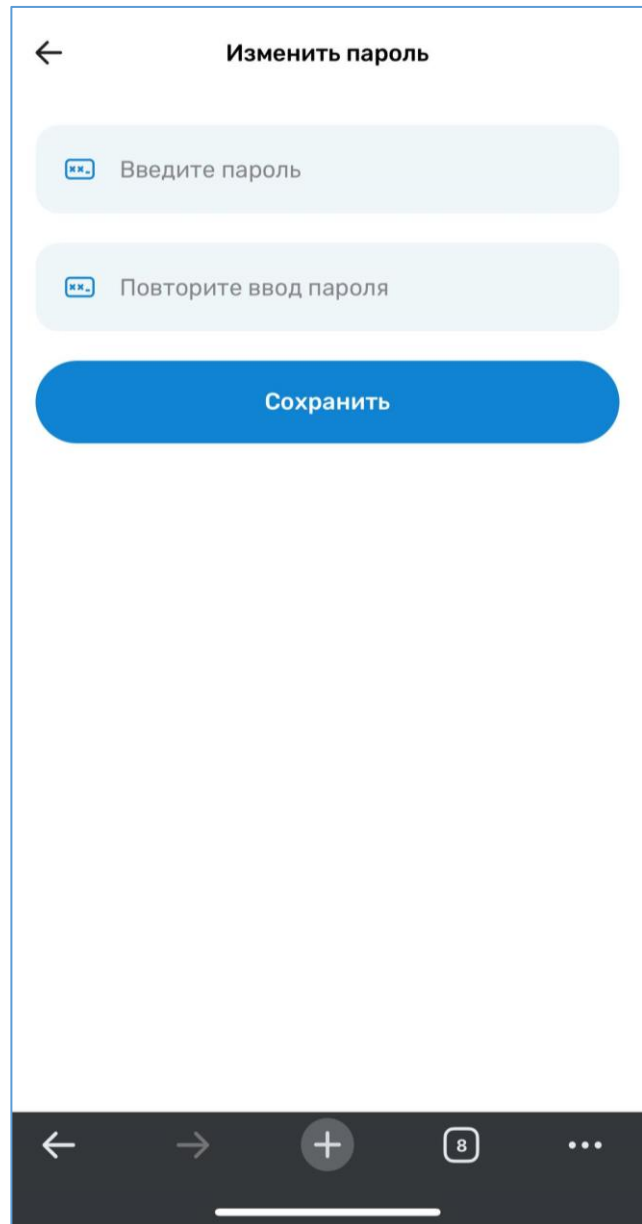 Изменить пароль
Введите пароль
Повторите ввод пароля
Сохранить
8